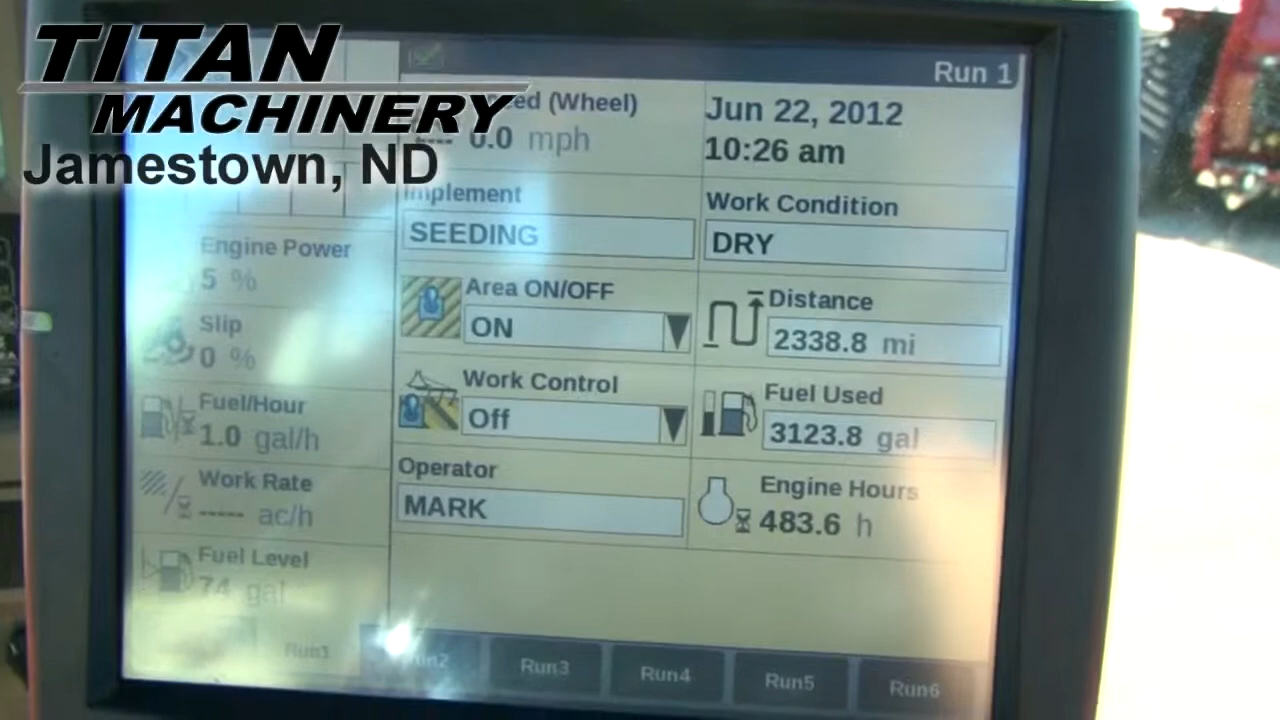 TITAN
MACHINERY
Jamestown, ND
Run 1
(Wheel)
0.0 mph
Jun 22, 2012
10:26 am
Implement
SEEDING
Work Condition
DRY
Engine Power
5 %
Slip
0 %
Fuel/Hour
1.0 gal/h
Work Rate
----- ac/h
Fuel Level
74 gal
Area ON/OFF
ON
Work Control
Off
Operator
MARK
Distance
2338.8 mi
Fuel Used
3123.8 gal
Engine Hours
483.6 h
Run1
Run2
Run3
Run4
Run5
Run6